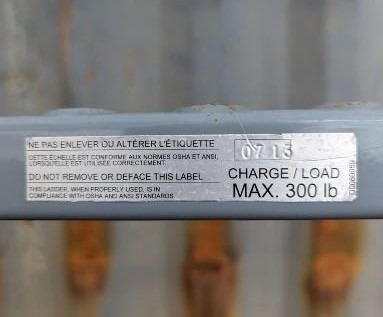 NE PAS ENLEVER OU ALTÉRER L'ÉTIQUETTE
CETTE ÉCHELLE EST CONFORME AUX NORMES OSHA ET ANSI,
LORSQU'ELLE EST UTILISÉE CORRECTEMENT.
DO NOT REMOVE OR DEFACE THIS LABEL
THIS LADDER, WHEN PROPERLY USED, IS IN
COMPLIANCE WITH OSHA AND ANSI STANDARDS.
07 13
CHARGE / LOAD
MAX. 300 lb